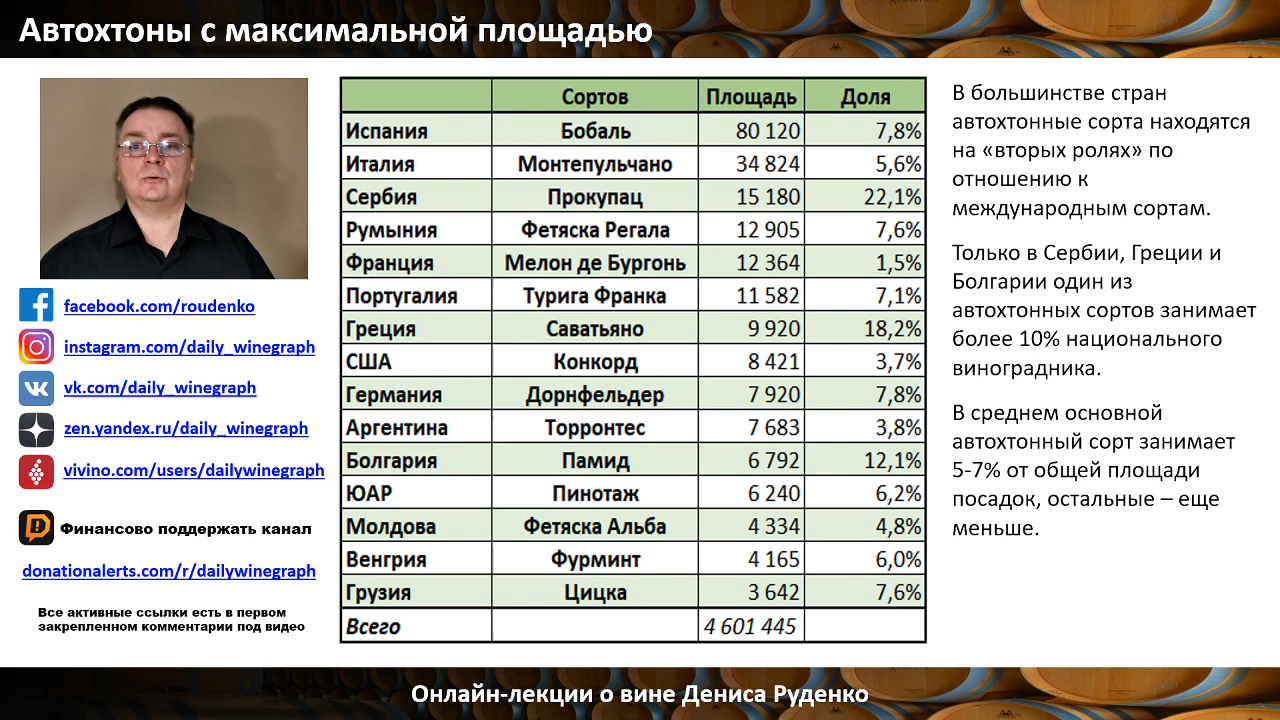 Автохтоны с максимальной площадью
facebook.com/roudenko
instagram.com/daily_winegraph
vk.com/daily_winegraph
zen.yandex.ru/daily_winegraph
vivino.com/users/dailywinegraph
Финансово поддержать канал
donationalerts.com/r/dailywinegraph
Все активные ссылки есть в первом
закрепленном комментарии под видео
Сортов Площадь Доля
Испания Бобаль 80 120 7,8%
Италия Монтепульчано 34 824 5,6%
Сербия Прокупац 15 180 22,1%
Румыния Фетяска Регала 12 905 7,6%
Франция Мелон де Бургонь 12 364 1,5%
Португалия Турига Франка 11 582 7,1%
Греция Саватьяно 9 920 18,2%
США Конкорд 8 421 3,7%
Германия Дорнфельдер 7 920 7,8%
Аргентина Торронтес 7 683 3,8%
Болгария Памид 6 792 12,1%
ЮАР Пинотаж 6 240 6,2%
Молдова Фетяска Альба 4 334 4,8%
Венгрия Фурминт 4 165 6,0%
Грузия Цицка 3 642 7,6%
Всего 4 601 445
В большинстве стран
автохтонные сорта находятся
на «вторых ролях» по
отношению к
международным сортам.
Только в Сербии, Греции и
Болгарии один из
автохтонных сортов занимает
более 10% национального
виноградника.
В среднем основной
автохтонный сорт занимает
5-7% от общей площади
посадок, остальные – еще
меньше.
Онлайн-лекции о вине Дениса Руденко